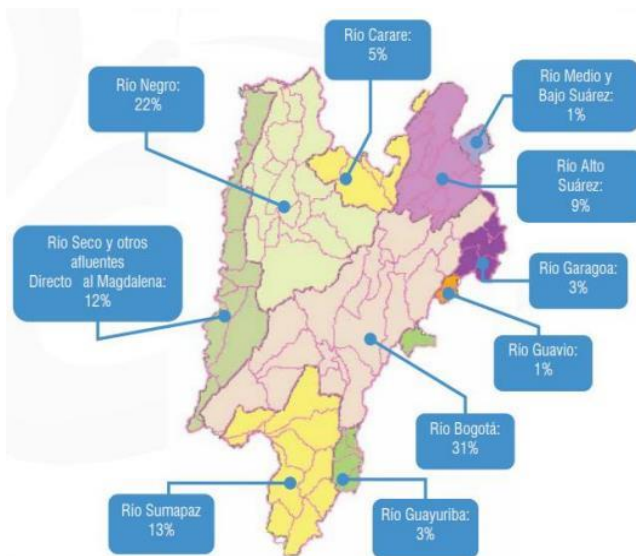 Río Carare:
5%
Río Negro:
22%
Río Medio y
Bajo Suárez:
1%
Río Alto
Suárez:
9%
Río Seco y otros
afluentes
Directo al Magdalena:
12%
Río Garagoa:
3%
Río Guavio:
1%
Río Bogotá:
31%
Río Sumapaz
13%
Río Guayuriba:
3%